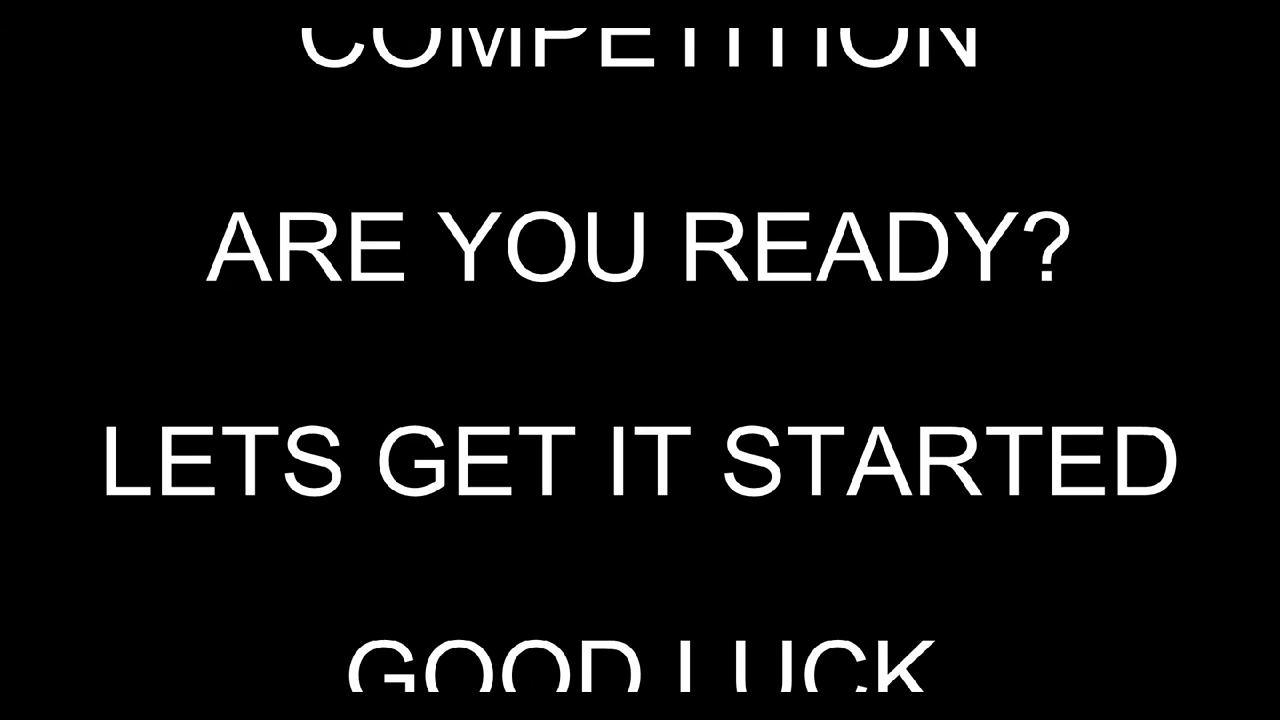 COMPETITION
ARE YOU READY?
LETS GET IT STARTED
GOOD LUCK